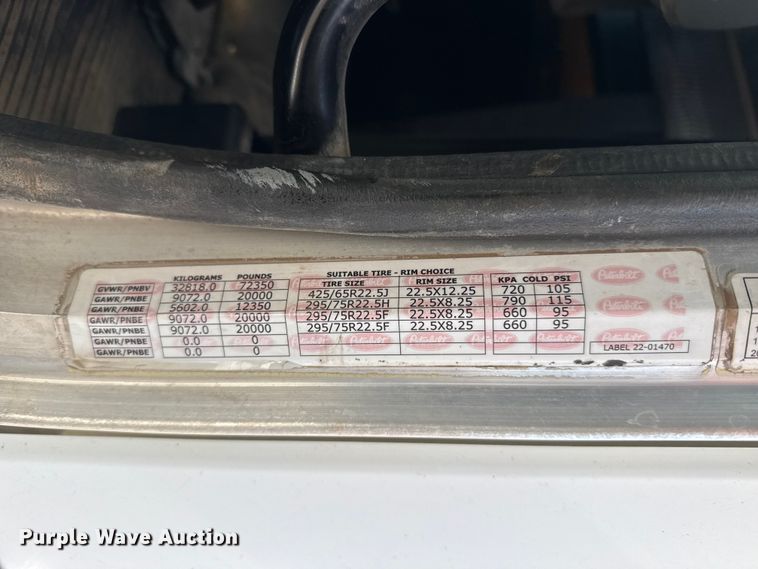 KILOGRAMS POUNDS SUITABLE TIRE - RIM CHOICE
TIRE SIZE RIM SIZE KPA COLD PSI
GVWR/PNBV 32818.0 72350
GAWR/PNBE 9072.0 20000 425/65R22.5J 22.5X12.25 720 105
GAWR/PNBE 5602.0 12350 295/75R22.5H 22.5X8.25 790 115
GAWR/PNBE 9072.0 20000 295/75R22.5F 22.5X8.25 660 95
GAWR/PNBE 9072.0 20000 295/75R22.5F 22.5X8.25 660 95
GAWR/PNBE 0.0 0
GAWR/PNBE 0.0 0
Peterbilt
LABEL 22-01470
Purple Wave Auction